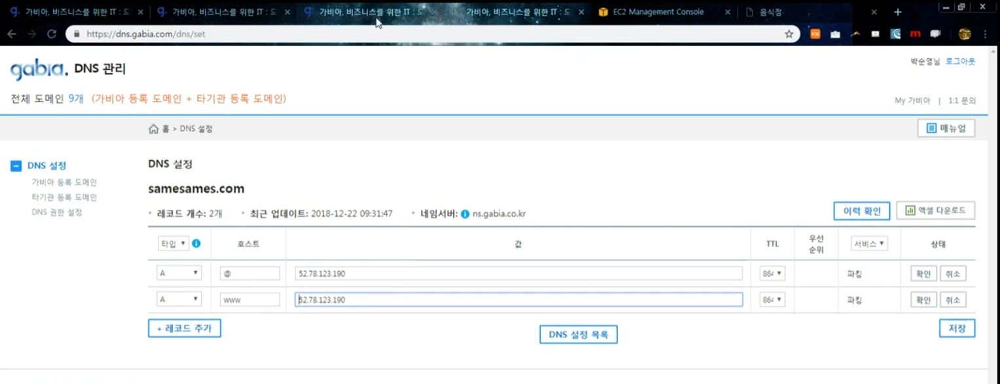 가비아, 비즈니스를 위한 IT : 도
가비아, 비즈니스를 위한 IT : 도
가비아, 비즈니스를 위한 IT : 도
가비아, 비즈니스를 위한 IT : 도
EC2 Management Console
음식점
https://dns.gabia.com/dns/set
gabia. DNS 관리
박순영님 로그아웃
전체 도메인 9개 (가비아 등록 도메인 + 타기관 등록 도메인)
My 가비아 | 1:1 문의
홈 > DNS 설정
매뉴얼
DNS 설정
가비아 등록 도메인
타기관 등록 도메인
DNS 권한 설정
DNS 설정
samesames.com
• 레코드 개수: 2개 • 최근 업데이트: 2018-12-22 09:31:47 • 네임서버: ns.gabia.co.kr
이력 확인
엑셀 다운로드
타입 호스트 값 TTL 우선 순위 서비스 상태
A @ 52.78.123.190 864 파킹 확인 취소
A www 52.78.123.190 864 파킹 확인 취소
+ 레코드 추가
DNS 설정 목록
저장